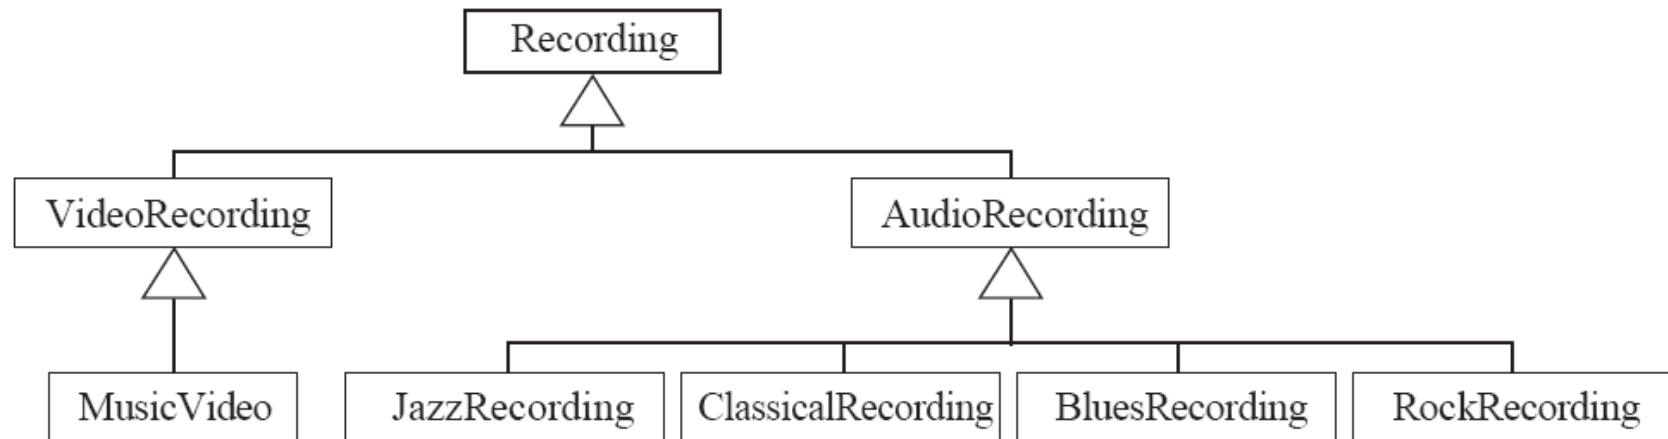 Recording
VideoRecording
AudioRecording
MusicVideo
JazzRecording
ClassicalRecording
BluesRecording
RockRecording